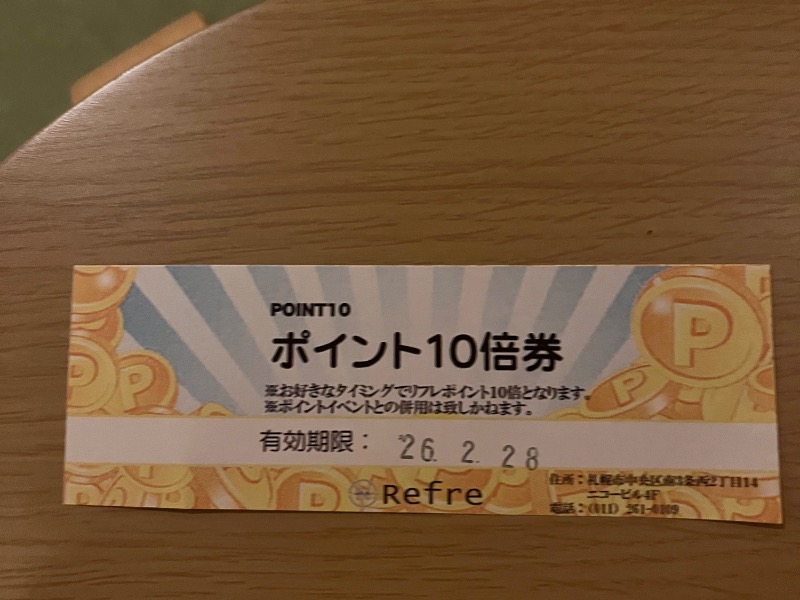 POINT10
ポイント10倍券
※お好きなタイミングでリフレポイント10倍となります。
※ポイントイベントとの併用は致しかねます。
有効期限： '26. 2. 28
Refre
住所：札幌市中央区南3条西2丁目14
ニコービル4F
電話：(011) 261-0109
P
P
P
P